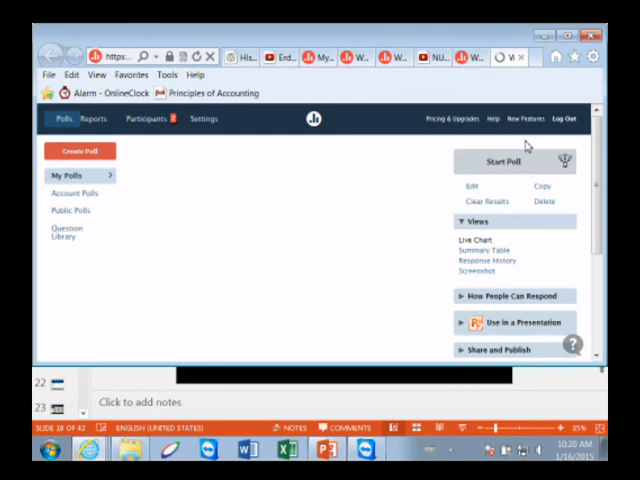 https:...
His...
Erd...
My...
W...
W...
NU...
W...
W
File Edit View Favorites Tools Help
Alarm - OnlineClock Principles of Accounting
Polls Reports Participants 2 Settings
Pricing & Upgrades Help New Features Log Out
Create Poll
My Polls
Account Polls
Public Polls
Question
Library
Start Poll
Edit Copy
Clear Results Delete
Views
Live Chart
Summary Table
Response History
Screenshot
How People Can Respond
Use in a Presentation
Share and Publish
?
22
23
Click to add notes
SLIDE 18 OF 42 ENGLISH (UNITED STATES) NOTES COMMENTS 35%
10:20 AM
1/16/2015